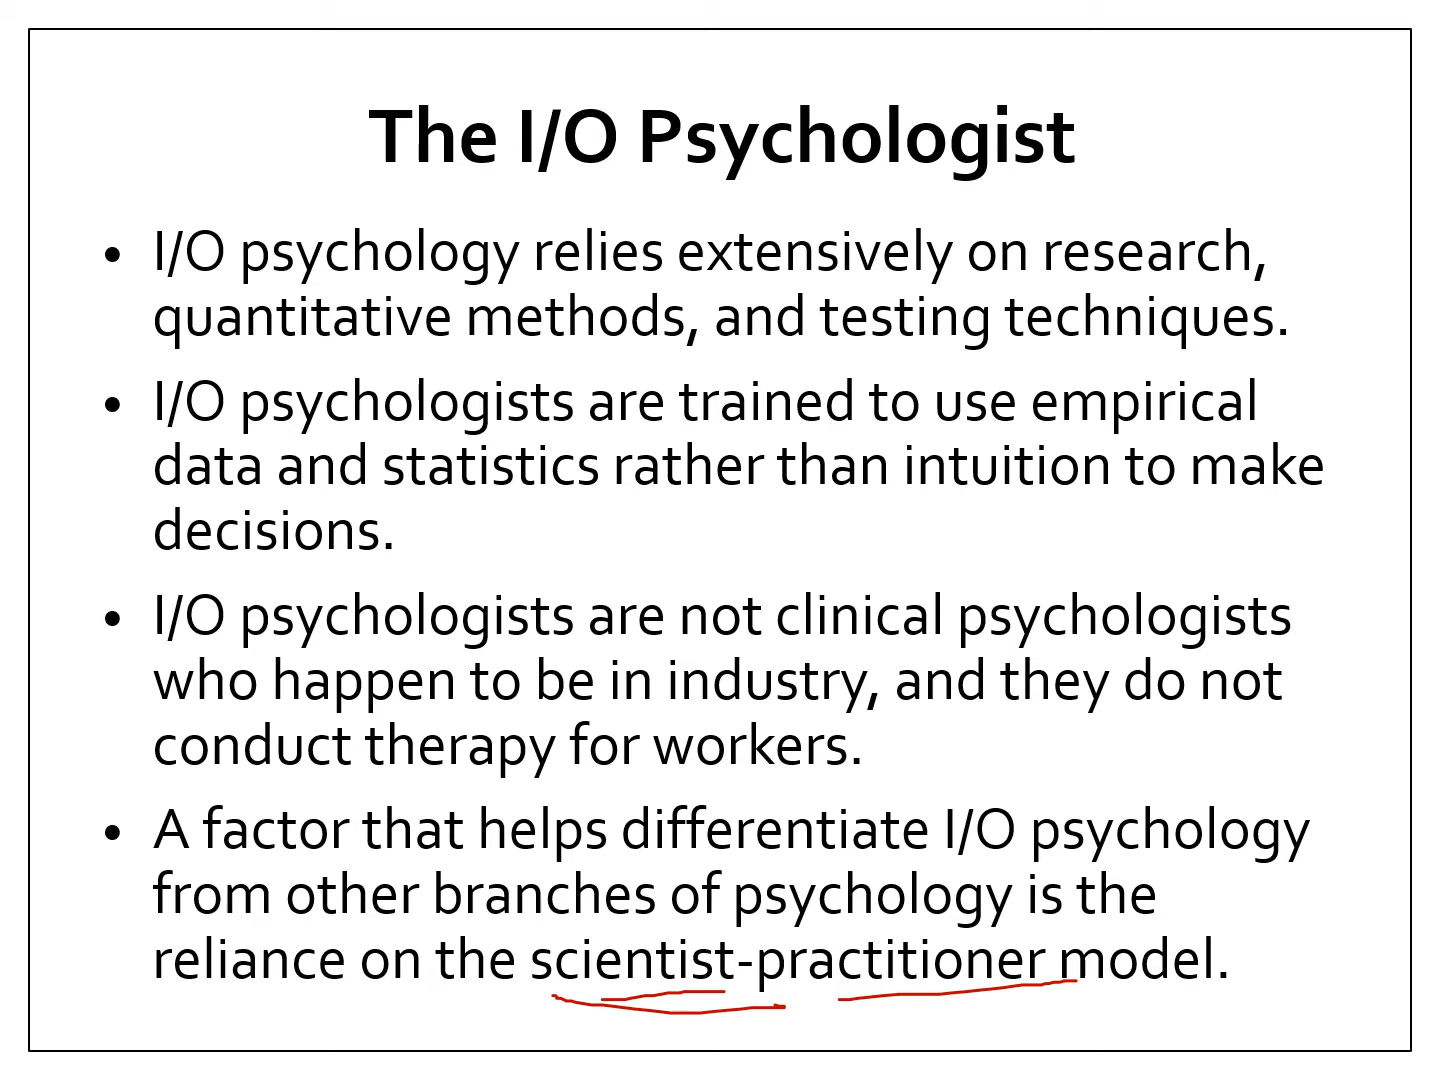 The I/O Psychologist
• I/O psychology relies extensively on research,
quantitative methods, and testing techniques.
• I/O psychologists are trained to use empirical
data and statistics rather than intuition to make
decisions.
• I/O psychologists are not clinical psychologists
who happen to be in industry, and they do not
conduct therapy for workers.
• A factor that helps differentiate I/O psychology
from other branches of psychology is the
reliance on the scientist-practitioner model.